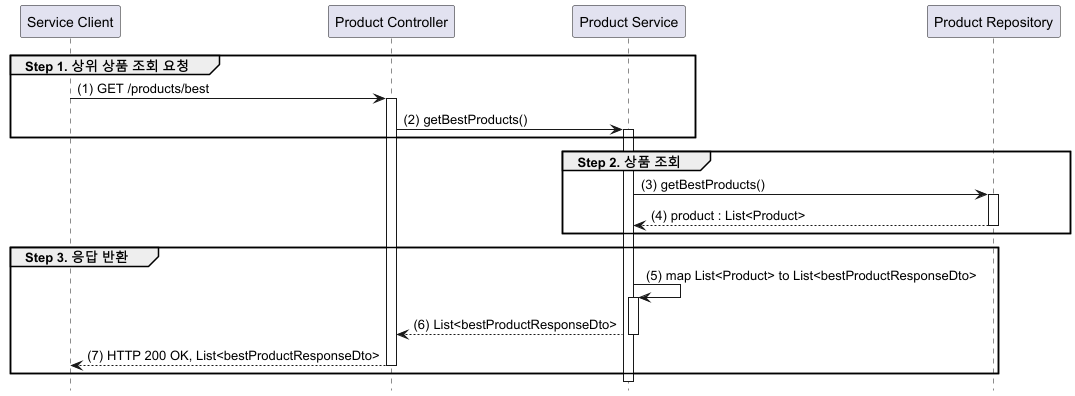 Service Client
Product Controller
Product Service
Product Repository
Step 1. 상위 상품 조회 요청
(1) GET /products/best
(2) getBestProducts()
Step 2. 상품 조회
(3) getBestProducts()
(4) product : List<Product>
Step 3. 응답 반환
(5) map List<Product> to List<bestProductResponseDto>
(6) List<bestProductResponseDto>
(7) HTTP 200 OK, List<bestProductResponseDto>